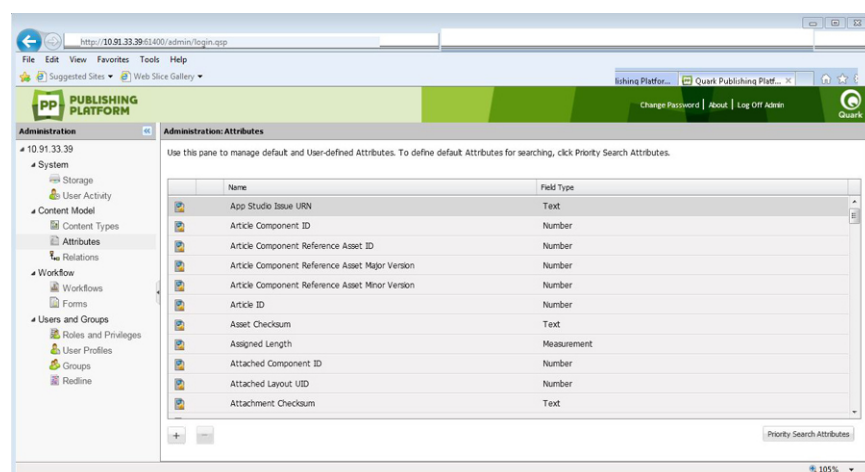 http://10.91.33.39:61400/admin/login.qsp
File Edit View Favorites Tools Help
Suggested Sites Web Slice Gallery
lishing Platfor... Quark Publishing Platf...
PP PUBLISHING PLATFORM
Change Password | About | Log Off Admin
Quark
Administration
Administration: Attributes
10.91.33.39
System
Storage
User Activity
Content Model
Content Types
Attributes
Relations
Workflow
Workflows
Forms
Users and Groups
Roles and Privileges
User Profiles
Groups
Redline
Use this pane to manage default and User-defined Attributes. To define default Attributes for searching, click Priority Search Attributes.
Name Field Type
App Studio Issue URN Text
Article Component ID Number
Article Component Reference Asset ID Number
Article Component Reference Asset Major Version Number
Article Component Reference Asset Minor Version Number
Article ID Number
Asset Checksum Text
Assigned Length Measurement
Attached Component ID Number
Attached Layout UID Number
Attachment Checksum Text
Priority Search Attributes
105%